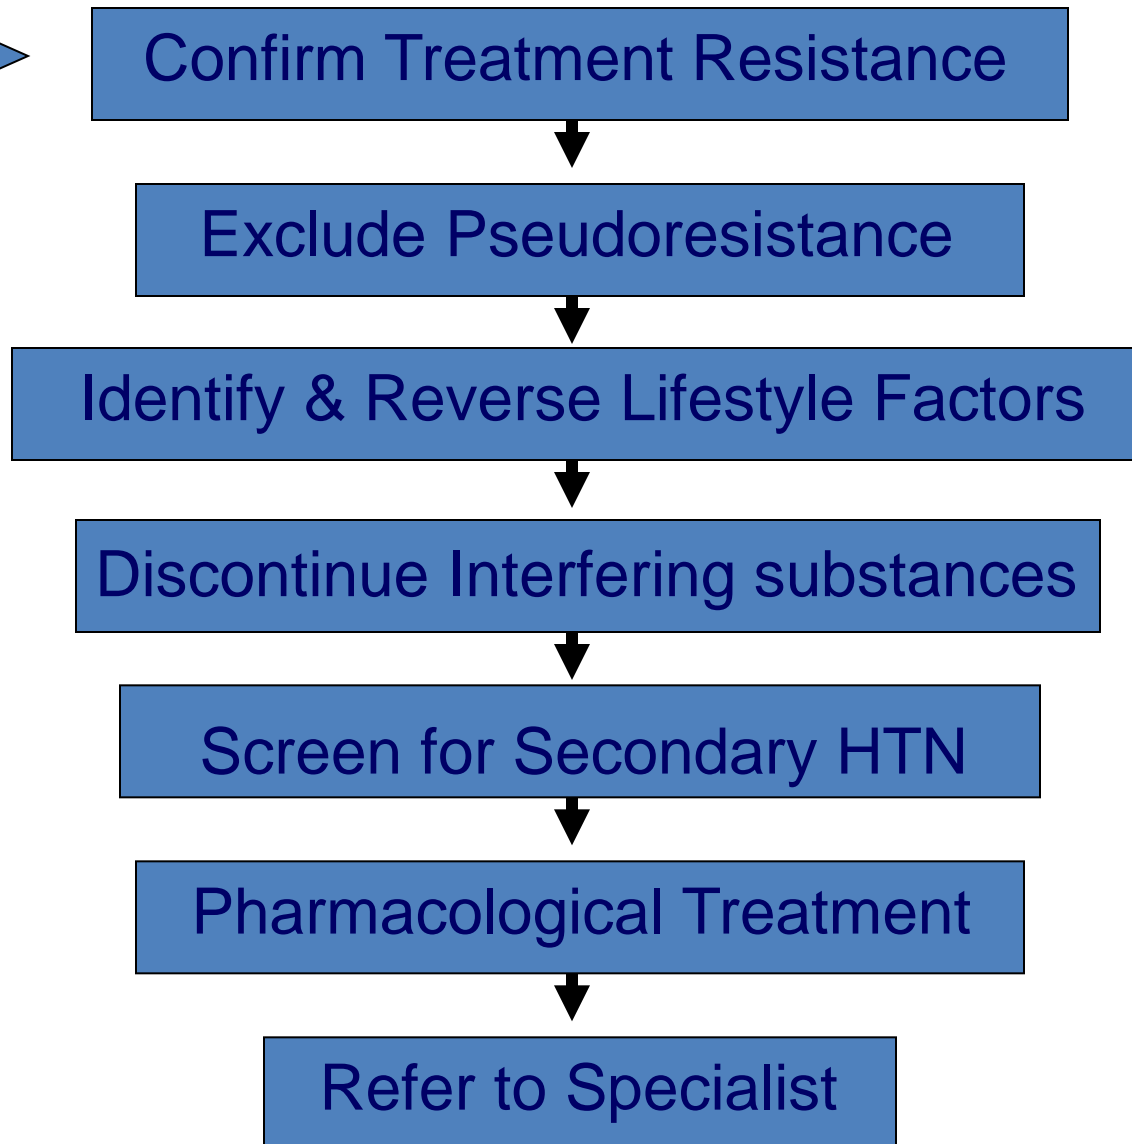 Confirm Treatment Resistance
Exclude Pseudoresistance
Identify & Reverse Lifestyle Factors
Discontinue Interfering substances
Screen for Secondary HTN
Pharmacological Treatment
Refer to Specialist